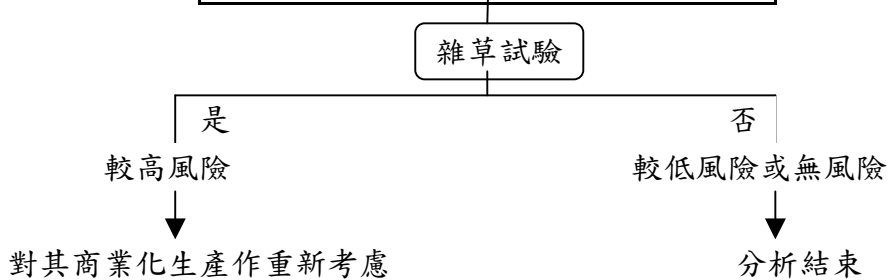 雜草試驗
是
否
較高風險
較低風險或無風險
對其商業化生產作重新考慮
分析結束